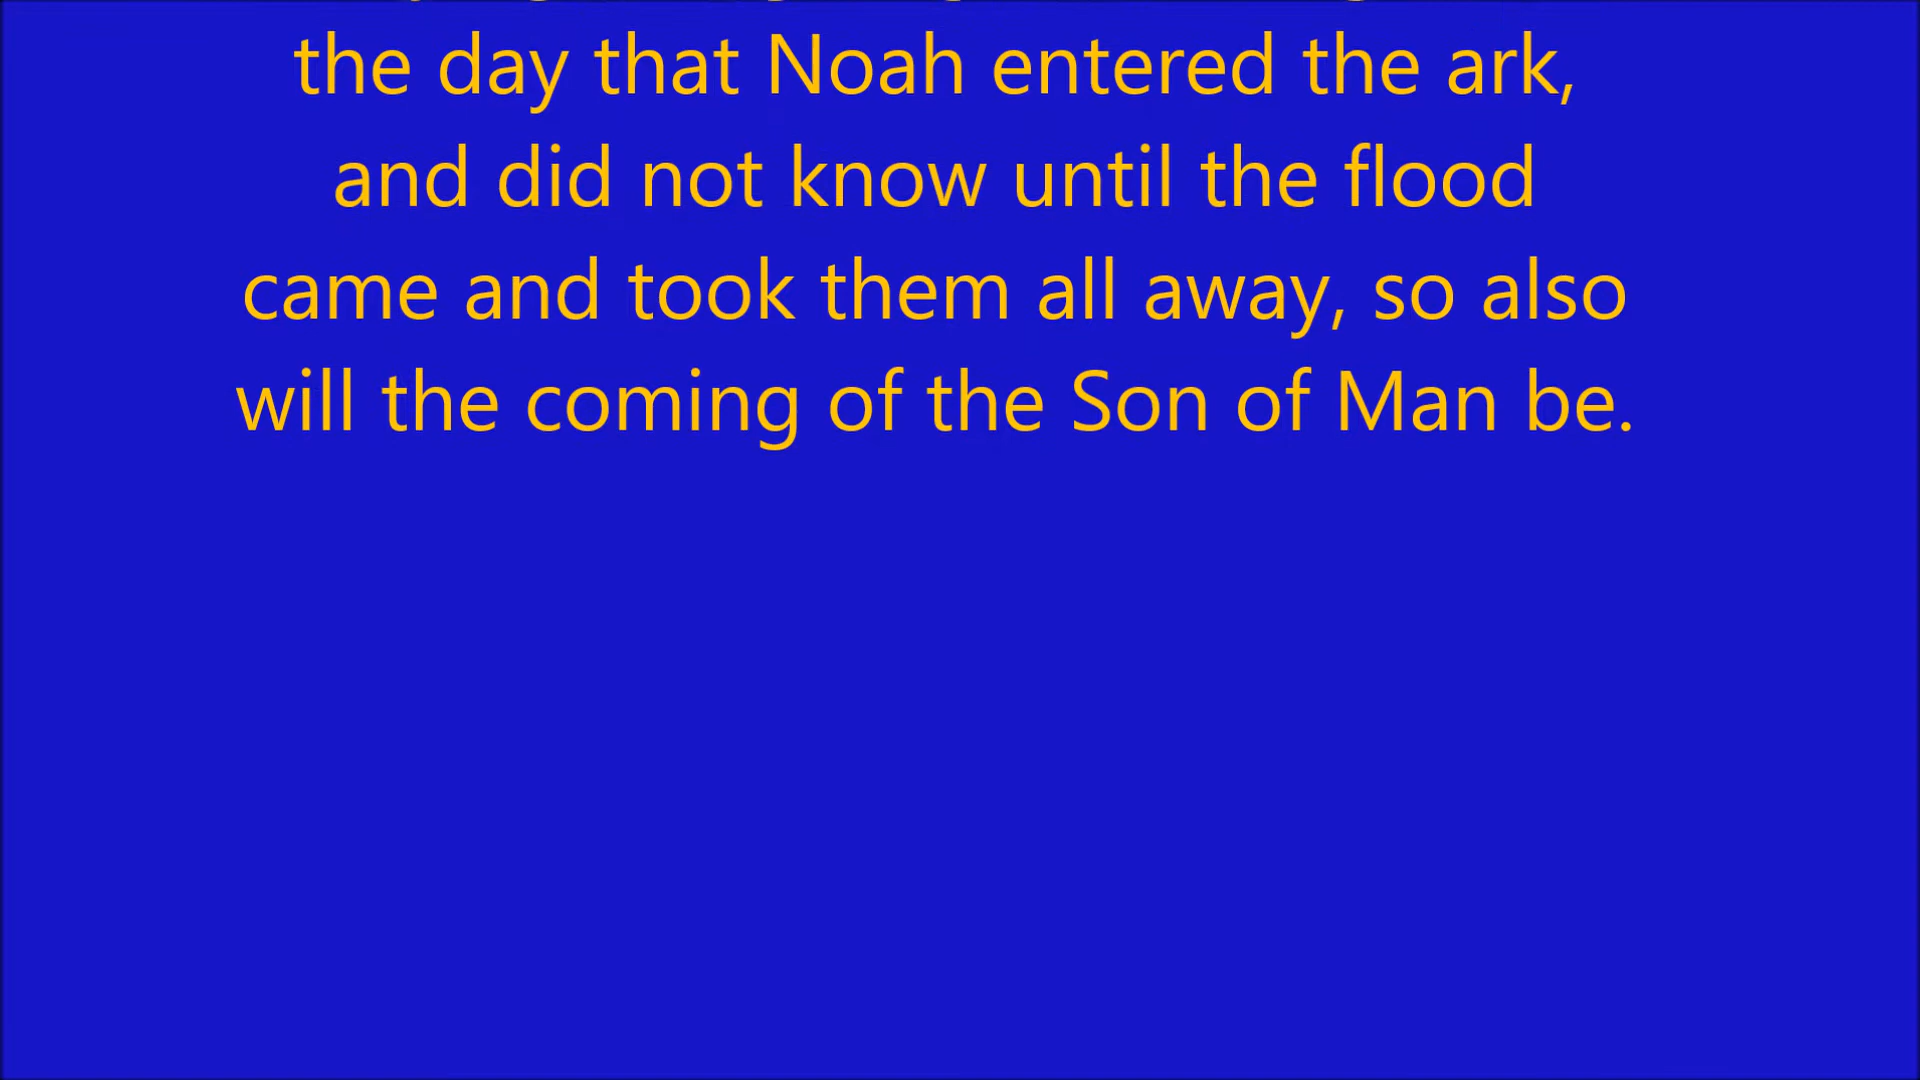 the day that Noah entered the ark,
and did not know until the flood
came and took them all away, so also
will the coming of the Son of Man be.